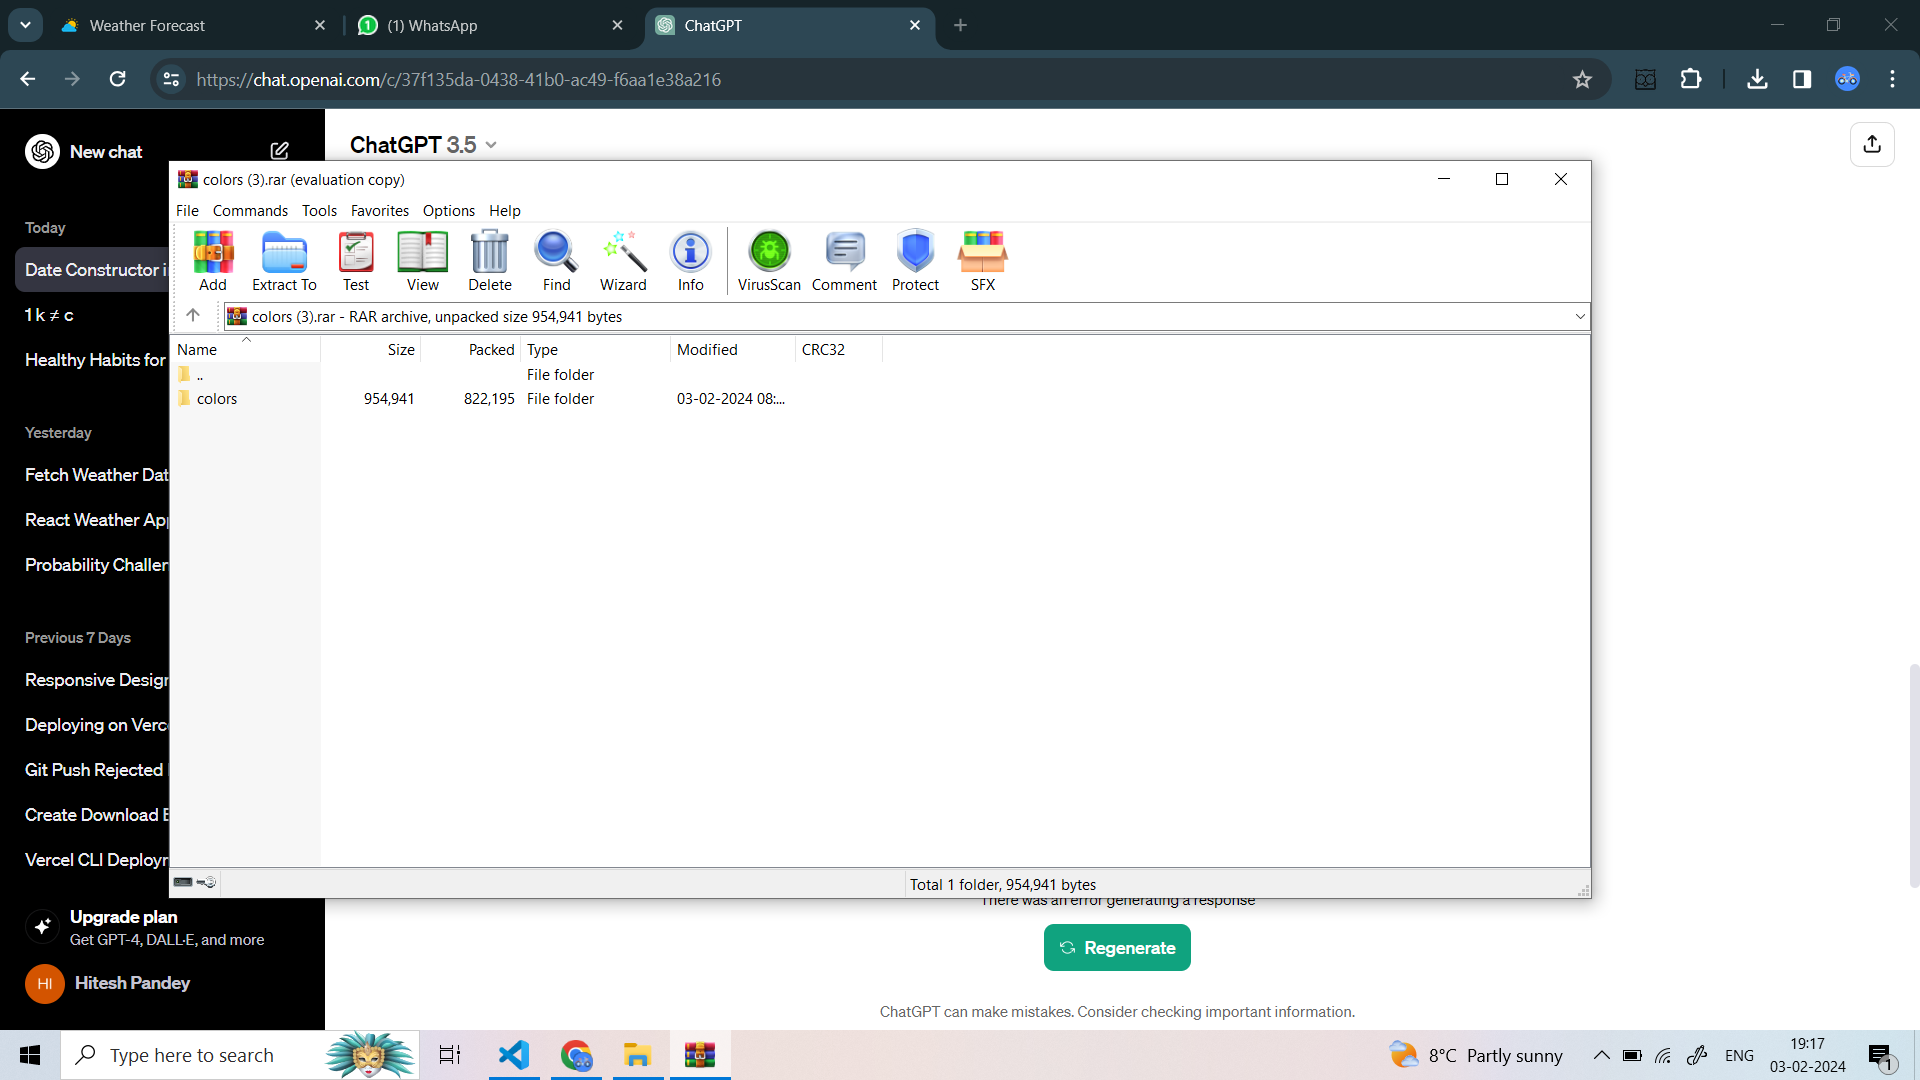 Weather Forecast
(1) WhatsApp
ChatGPT
https://chat.openai.com/c/37f135da-0438-41b0-ac49-f6aa1e38a216
New chat
ChatGPT 3.5
Today
Date Constructor i
1 k ≠ c
Healthy Habits for
Yesterday
Fetch Weather Dat
React Weather Ap
Probability Challen
Previous 7 Days
Responsive Design
Deploying on Verc
Git Push Rejected
Create Download
Vercel CLI Deployr
Upgrade plan
Get GPT-4, DALL·E, and more
HI Hitesh Pandey
colors (3).rar (evaluation copy)
File Commands Tools Favorites Options Help
Add Extract To Test View Delete Find Wizard Info VirusScan Comment Protect SFX
colors (3).rar - RAR archive, unpacked size 954,941 bytes
Name Size Packed Type Modified CRC32
.. File folder
colors 954,941 822,195 File folder 03-02-2024 08:...
Total 1 folder, 954,941 bytes
There was an error generating a response
Regenerate
ChatGPT can make mistakes. Consider checking important information.
Type here to search
8°C Partly sunny
ENG
19:17
03-02-2024
1